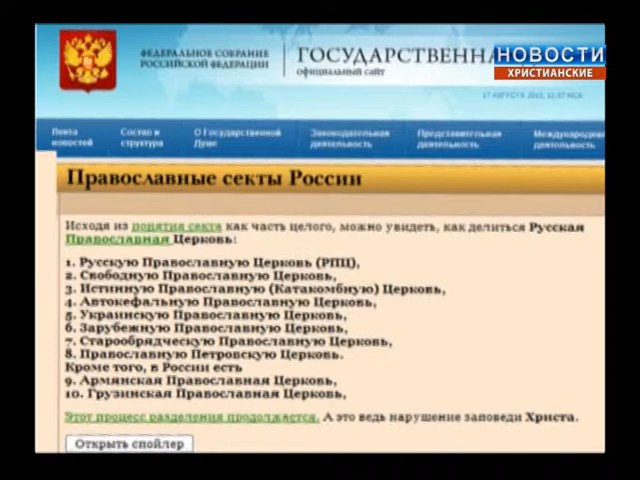 ФЕДЕРАЛЬНОЕ СОБРАНИЕ
РОССИЙСКОЙ ФЕДЕРАЦИИ
ГОСУДАРСТВЕННА
официальный сайт
НОВОСТИ
ХРИСТИАНСКИЕ
Лента новостей
Состав и структура
О Государственной Думе
Законодательная деятельность
Представительная деятельность
Международная деятельность
Православные секты России
Исходя из понятия секта как часть целого, можно увидеть, как делиться Русская
Православная Церковь:
1. Русскую Православную Церковь (РПЦ),
2. Свободную Православную Церковь,
3. Истинную Православную (Катакомбную) Церковь,
4. Автокефальную Православную Церковь,
5. Украинскую Православную Церковь,
6. Зарубежную Православную Церковь,
7. Старообрядческую Православную Церковь,
8. Православную Петровскую Церковь.
Кроме того, в России есть
9. Армянская Православная Церковь,
10. Грузинская Православная Церковь,
Этот процесс разделения продолжается. А это ведь нарушение заповеди Христа.
Открыть спойлер